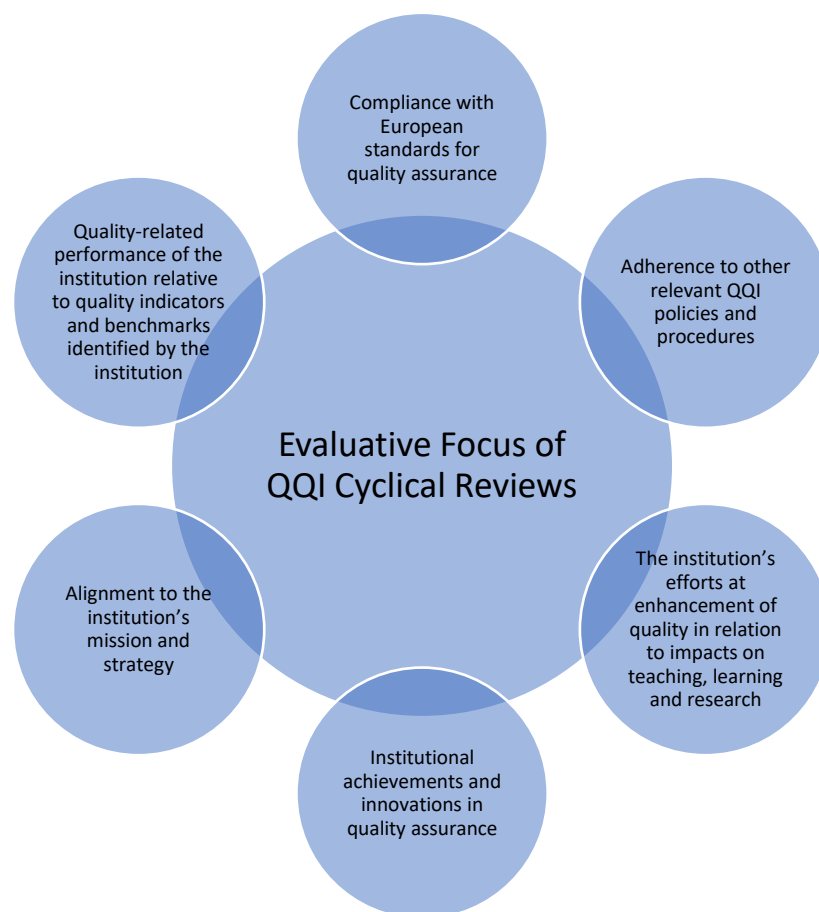 Compliance with
European
standards for
quality assurance
Quality-related
performance of the
institution relative
to quality indicators
and benchmarks
identified by the
institution
Adherence to other
relevant QQI
policies and
procedures
Evaluative Focus of
QQI Cyclical Reviews
Alignment to the
institution’s
mission and
strategy
The institution’s
efforts at
enhancement of
quality in relation
to impacts on
teaching, learning
and research
Institutional
achievements and
innovations in
quality assurance